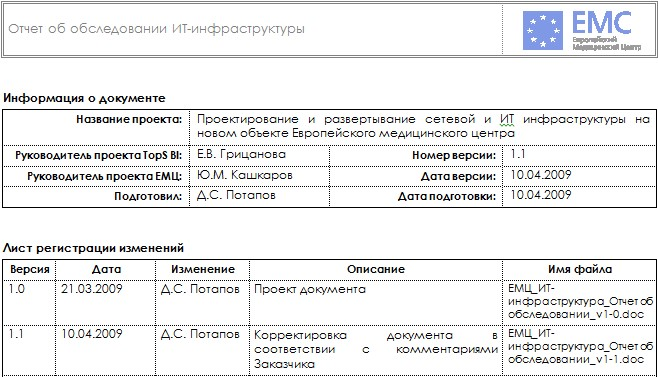 Отчет об обследовании ИТ-инфраструктуры
EMC
Европейский
Медицинский Центр
Информация о документе
Название проекта: Проектирование и развертывание сетевой и ИТ инфраструктуры на
новом объекте Европейского медицинского центра
Руководитель проекта TopS BI: Е.В. Грицанова Номер версии: 1.1
Руководитель проекта ЕМЦ: Ю.М. Кашкаров Дата версии: 10.04.2009
Подготовил: Д.С. Потапов Дата подготовки: 10.04.2009
Лист регистрации изменений
Версия Дата Изменение Описание Имя файла
1.0 21.03.2009 Д.С. Потапов Проект документа ЕМЦ_ИТ-
инфраструктура_Отчет об
обследовании_v1-0.doc
1.1 10.04.2009 Д.С. Потапов Корректировка документа в ЕМЦ_ИТ-
соответствии с комментариями инфраструктура_Отчет об
Заказчика обследовании_v1-1.doc